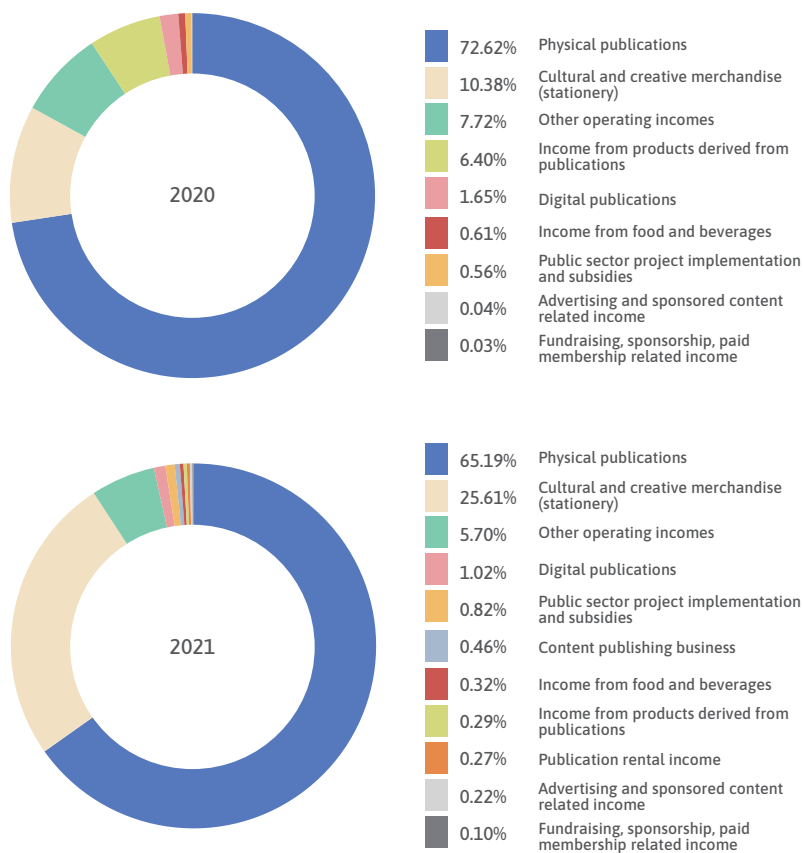 2020
72.62% Physical publications
10.38% Cultural and creative merchandise
(stationery)
7.72% Other operating incomes
6.40% Income from products derived from
publications
1.65% Digital publications
0.61% Income from food and beverages
0.56% Public sector project implementation
and subsidies
0.04% Advertising and sponsored content
related income
0.03% Fundraising, sponsorship, paid
membership related income
2021
65.19% Physical publications
25.61% Cultural and creative merchandise
(stationery)
5.70% Other operating incomes
1.02% Digital publications
0.82% Public sector project implementation
and subsidies
0.46% Content publishing business
0.32% Income from food and beverages
0.29% Income from products derived from
publications
0.27% Publication rental income
0.22% Advertising and sponsored content
related income
0.10% Fundraising, sponsorship, paid
membership related income